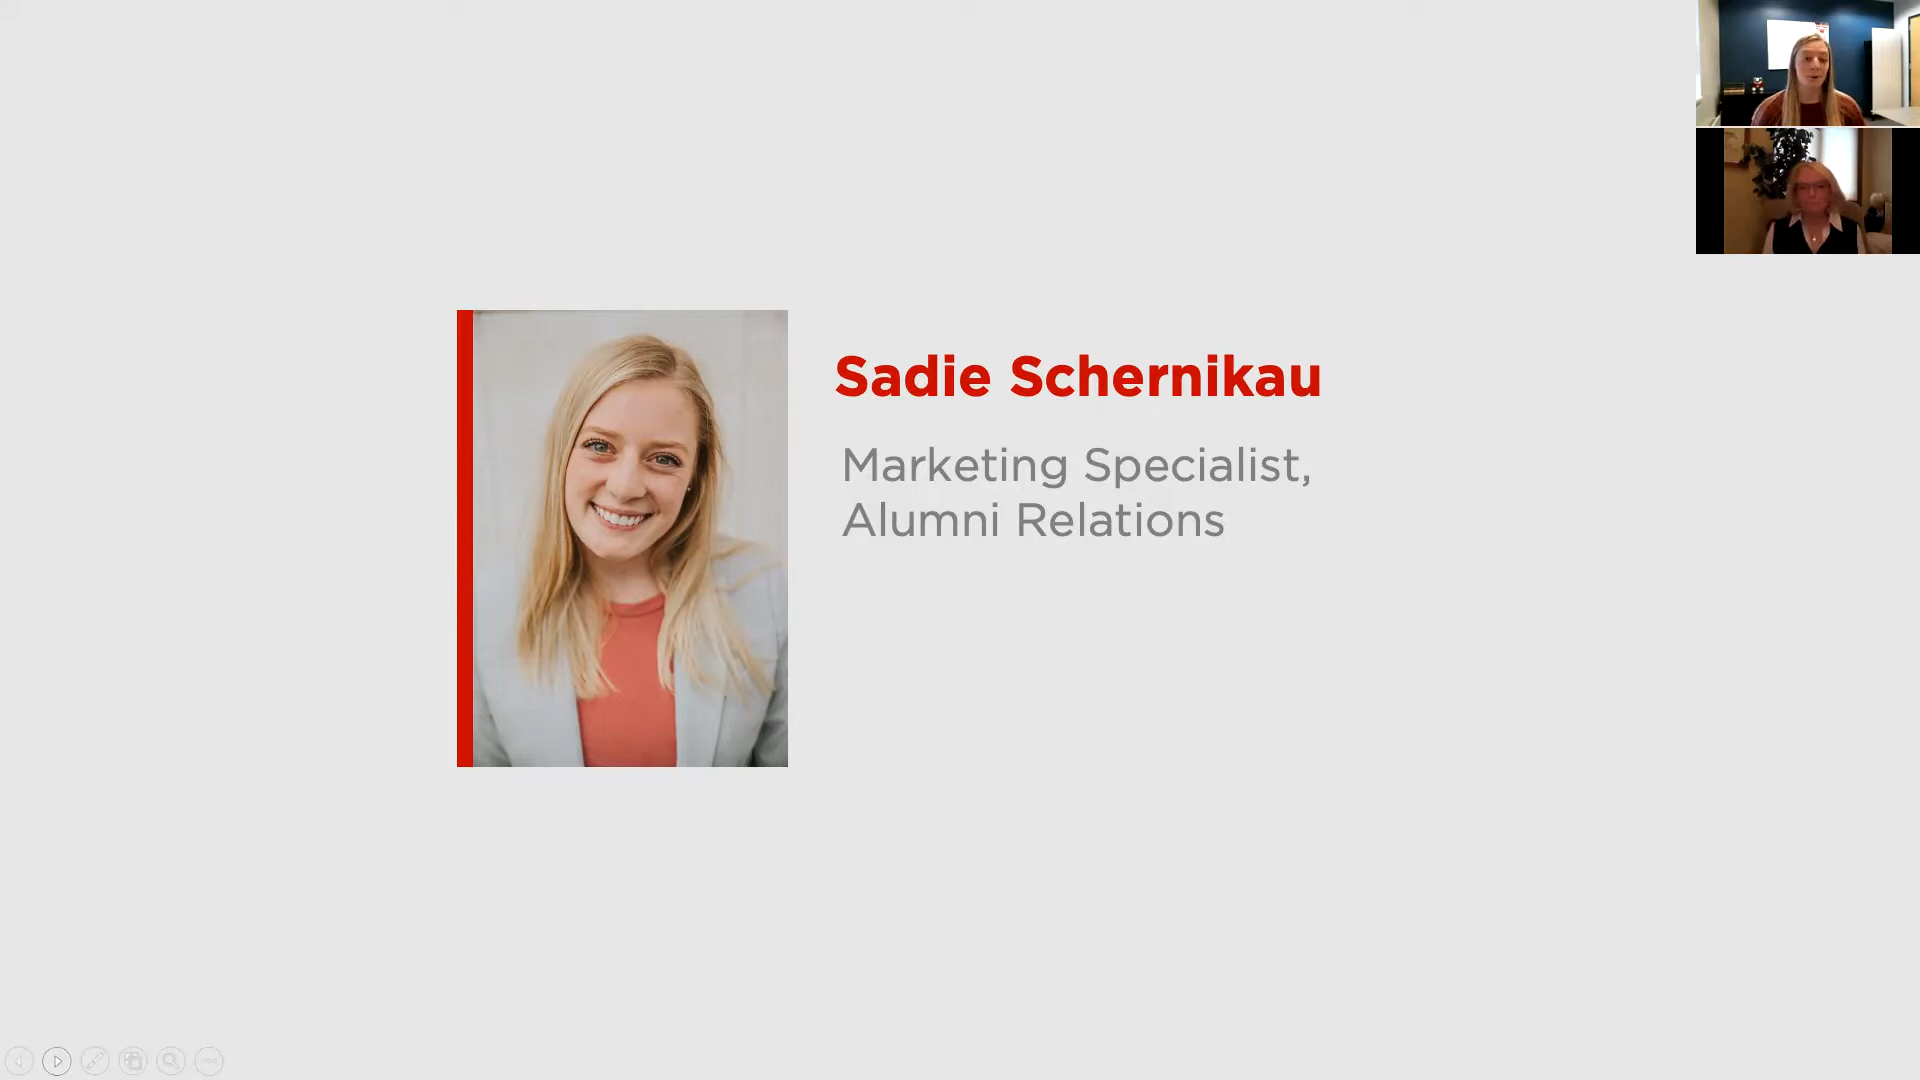 Sadie Schernikau
Marketing Specialist,
Alumni Relations